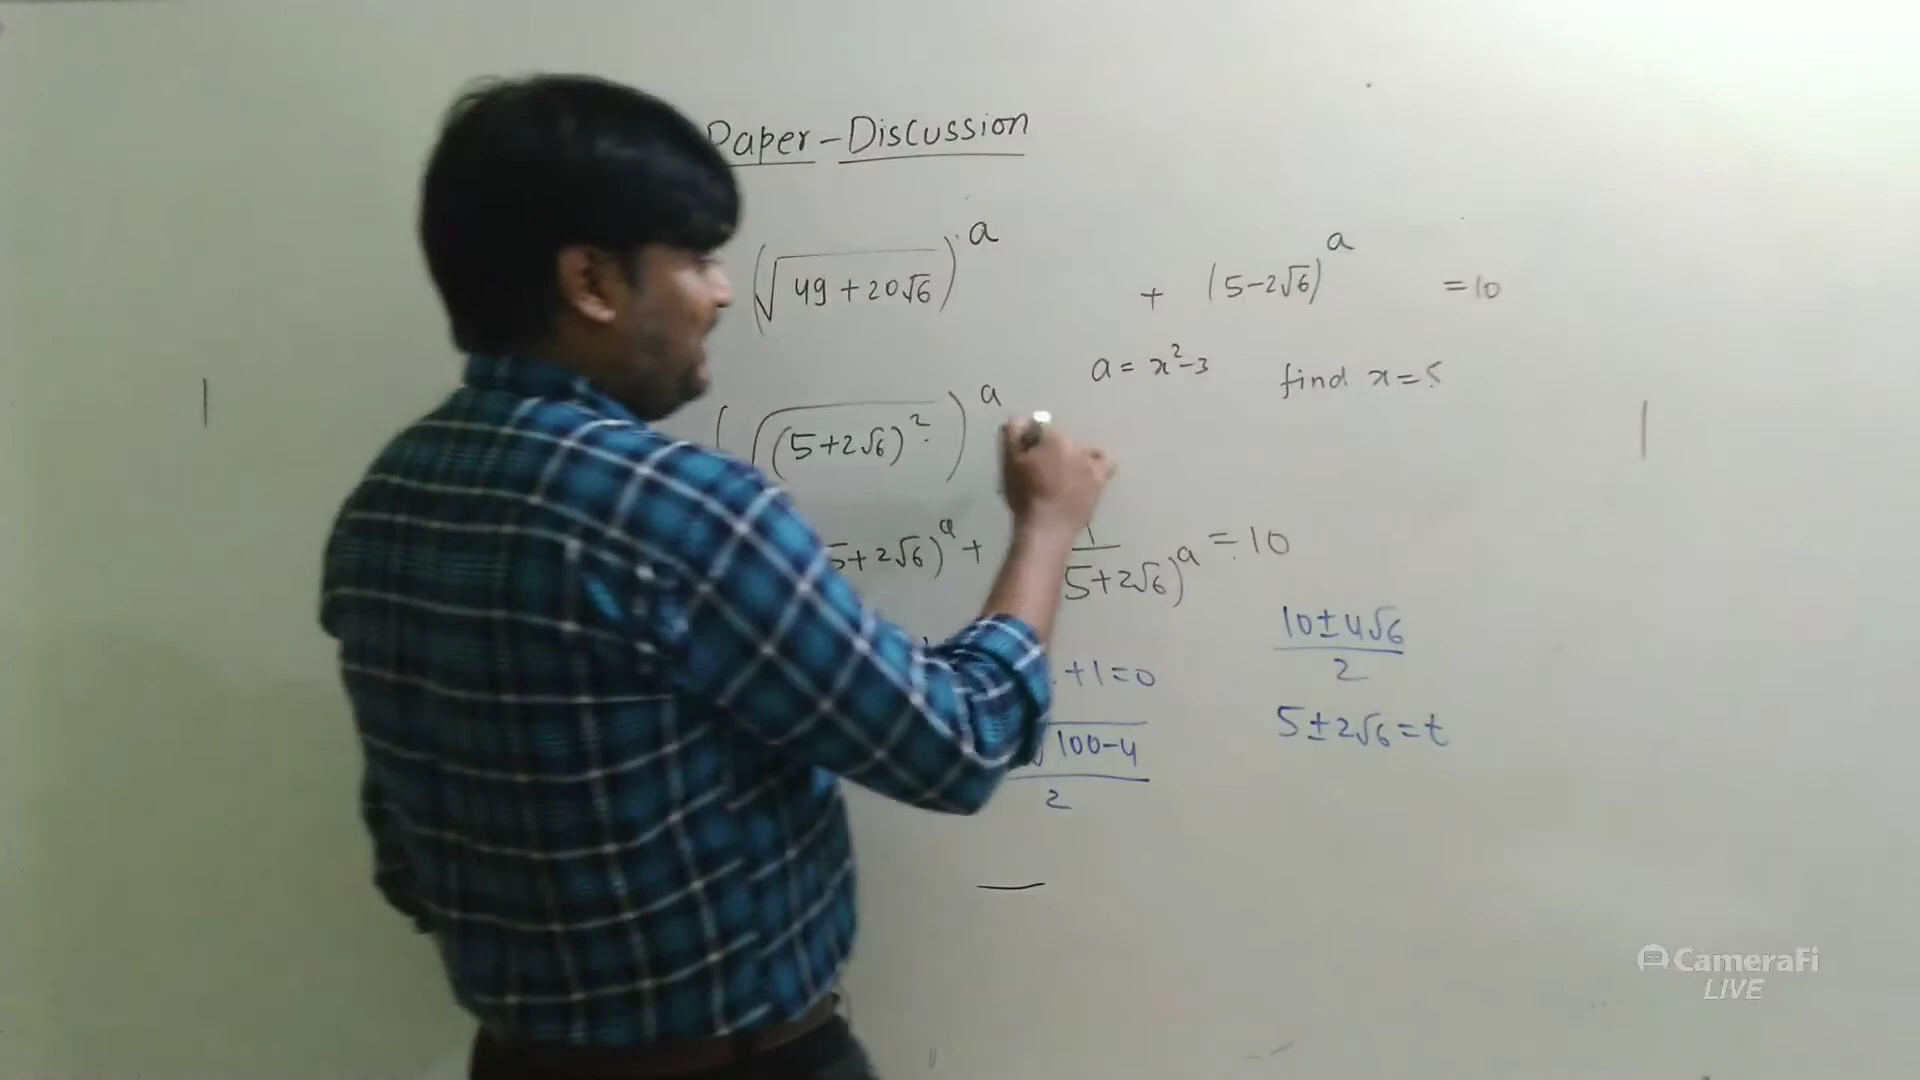 Paper - Discussion
(√(49+20√6))^a + (5-2√6)^a =10
a = x²-3 find x=?
(√((5+2√6)²))^a
5+2√6)^a + 1/(5+2√6)^a = 10
+1=0
√(100-4)/2
(10±4√6)/2
5±2√6=t
CameraFi
LIVE